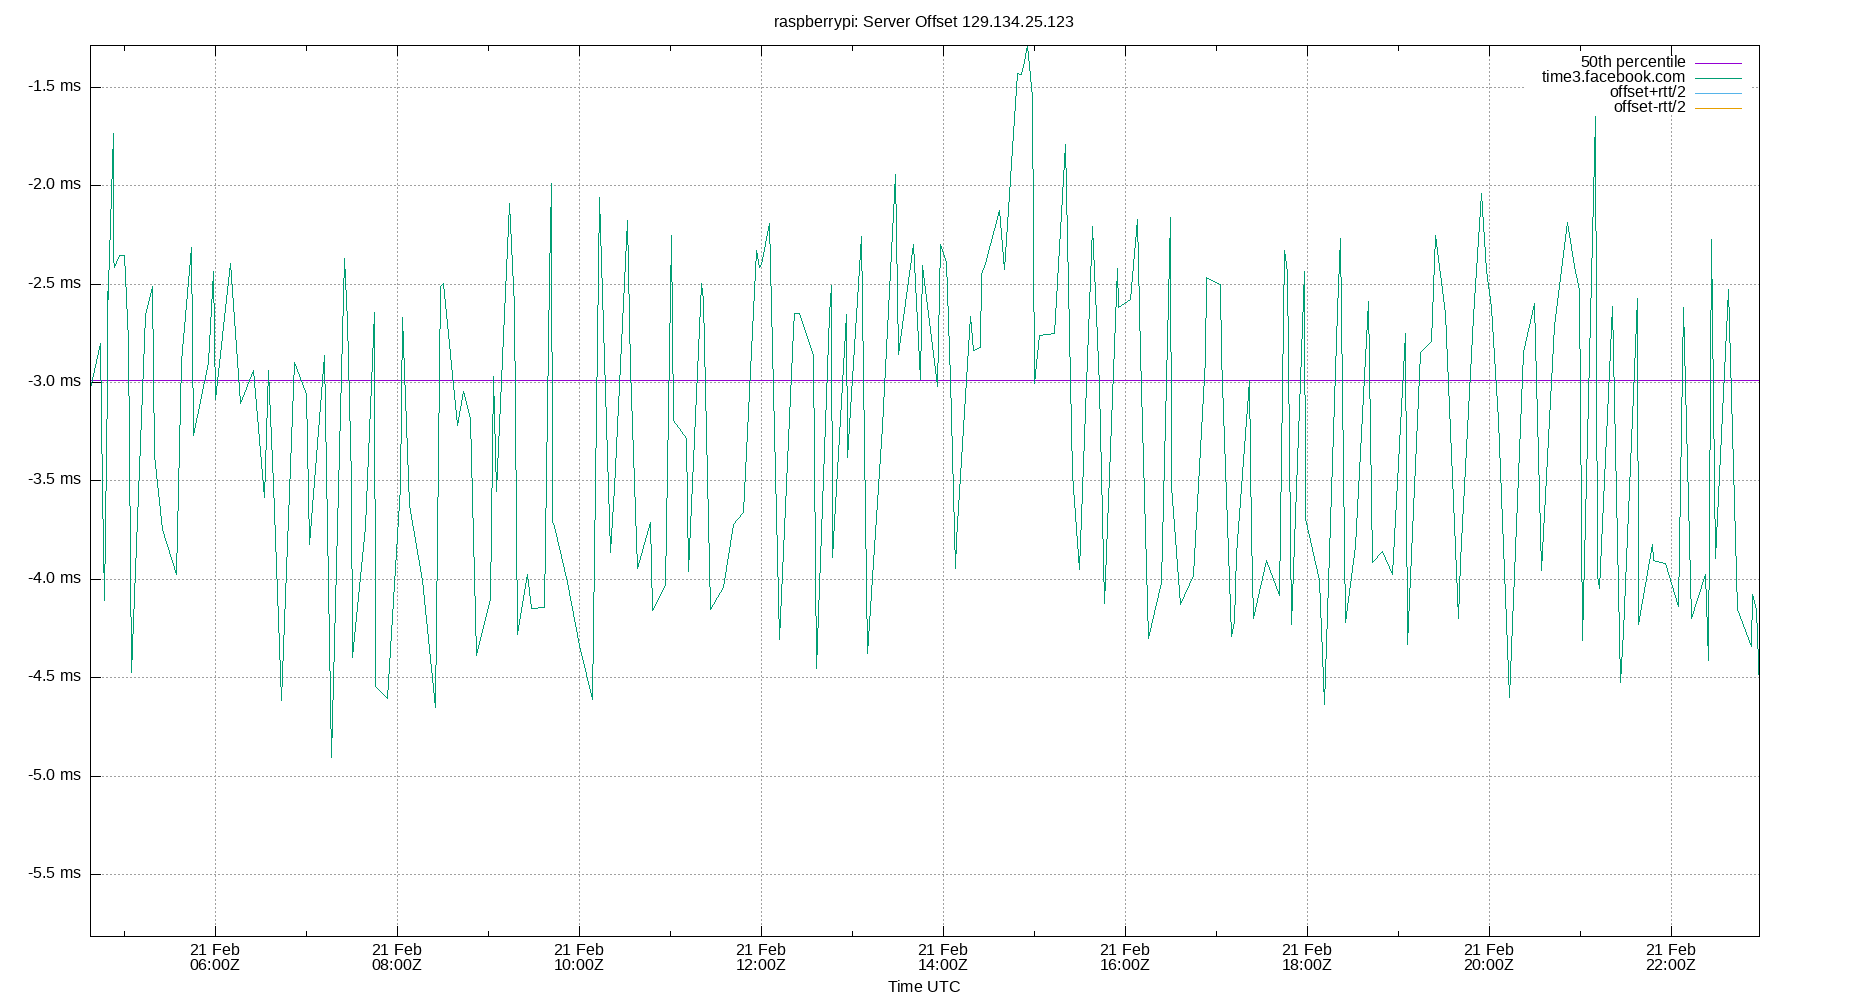 raspberrypi: Server Offset 129.134.25.123
50th percentile
time3.facebook.com
offset+rtt/2
offset-rtt/2
-1.5 ms
-2.0 ms
-2.5 ms
-3.0 ms
-3.5 ms
-4.0 ms
-4.5 ms
-5.0 ms
-5.5 ms
21 Feb 21 Feb 21 Feb 21 Feb 21 Feb 21 Feb 21 Feb 21 Feb 21 Feb
06:00Z 08:00Z 10:00Z 12:00Z 14:00Z 16:00Z 18:00Z 20:00Z 22:00Z
Time UTC